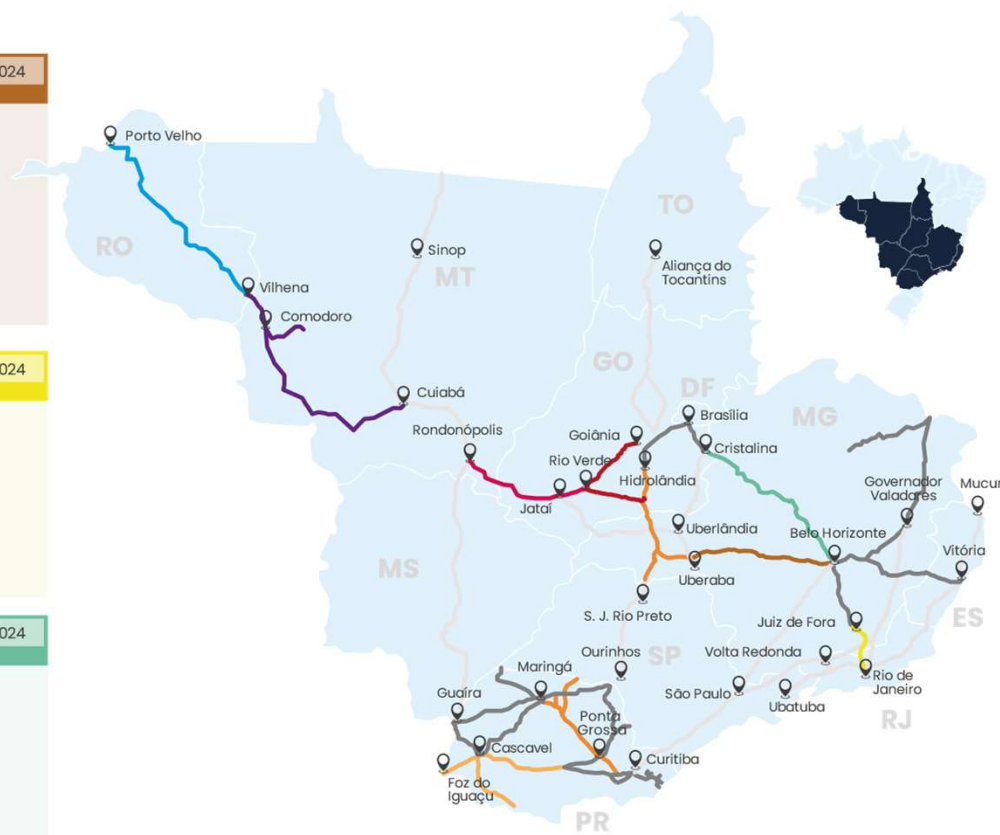 024
024
024
Porto Velho
RO
Vilhena
Comodoro
Sinop
MT
TO
Aliança do
Tocantins
Cuiabá
Rondonópolis
GO
DF
MG
Goiânia
Brasília
Cristalina
Rio Verde
Hidrolândia
Jataí
Governador
Valadares
Mucur
Uberlândia
Belo Horizonte
Vitória
MS
Uberaba
S. J. Rio Preto
ES
Juiz de Fora
Ourinhos
SP
Volta Redonda
Maringá
São Paulo
Rio de
Janeiro
Ubatuba
RJ
Guaíra
Ponta
Grossa
Cascavel
Curitiba
Foz do
Iguaçu
PR